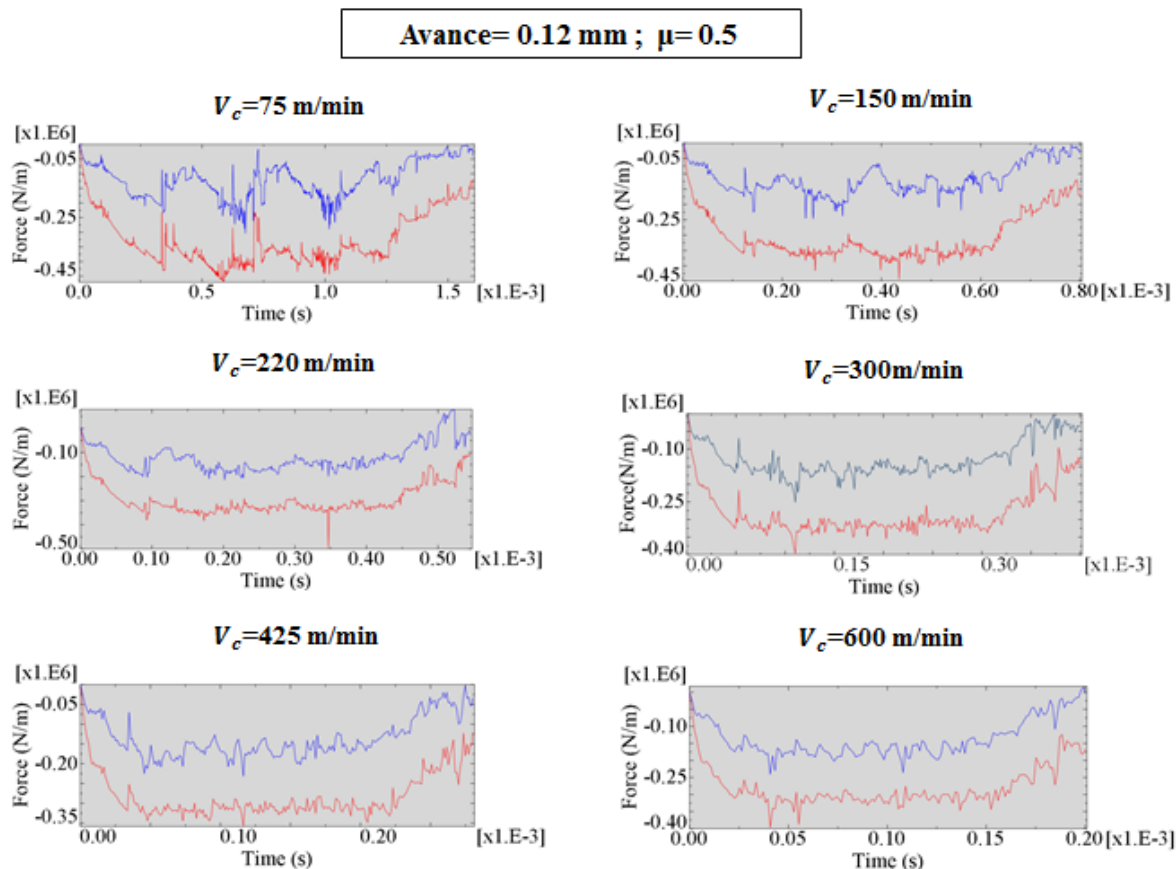 Avance= 0.12 mm ; μ= 0.5
V_c=75 m/min
[x1.E6]
-0.05
-0.25
-0.45
Force (N/m)
0.0 0.5 1.0 1.5 [x1.E-3]
Time (s)
V_c=150 m/min
[x1.E6]
-0.05
-0.25
-0.45
Force (N/m)
0.00 0.20 0.40 0.60 0.80 [x1.E-3]
Time (s)
V_c=220 m/min
[x1.E6]
-0.10
-0.50
Force (N/m)
0.00 0.10 0.20 0.30 0.40 0.50 [x1.E-3]
Time (s)
V_c=300m/min
[x1.E6]
-0.10
-0.25
-0.40
Force(N/m)
0.00 0.15 0.30 [x1.E-3]
Time (s)
V_c=425 m/min
[x1.E6]
-0.05
-0.20
-0.35
Force (N/m)
0.00 0.10 0.20 [x1.E-3]
Time (s)
V_c=600 m/min
[x1.E6]
-0.10
-0.25
-0.40
Force (N/m)
0.00 0.05 0.10 0.15 0.20 [x1.E-3]
Time (s)